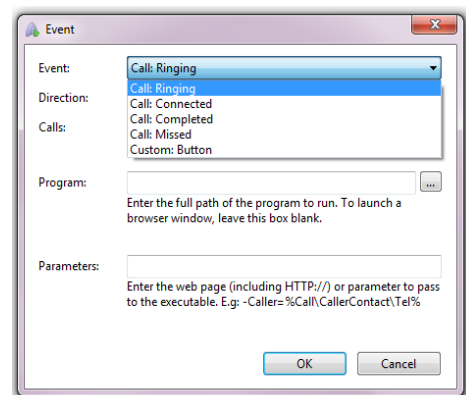 Event
Event:
Call: Ringing
Direction:
Call: Ringing
Call: Connected
Calls:
Call: Completed
Call: Missed
Custom: Button
Program:
...
Enter the full path of the program to run. To launch a
browser window, leave this box blank.
Parameters:
Enter the web page (including HTTP://) or parameter to pass
to the executable. E.g: -Caller=%Call\CallerContact\Tel%
OK
Cancel